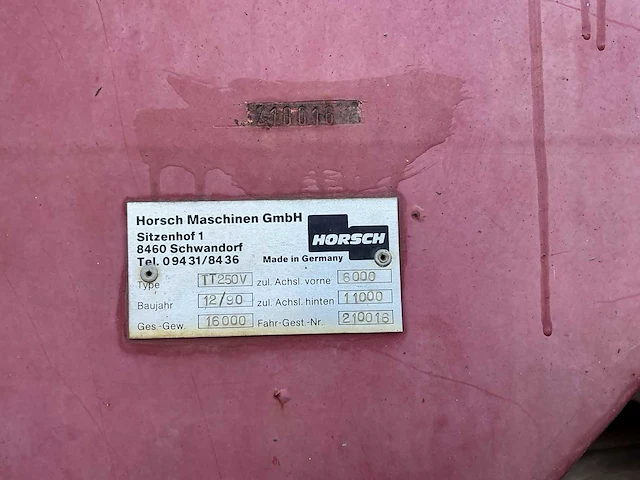 210016
Horsch Maschinen GmbH
Sitzenhof 1
8460 Schwandorf
Tel. 09431/8436
HORSCH
Made in Germany
Type TT250V zul. Achsl. vorne 6000
Baujahr 12/90 zul. Achsl. hinten 11000
Ges.-Gew. 16000 Fahr-Gest.-Nr. 210016